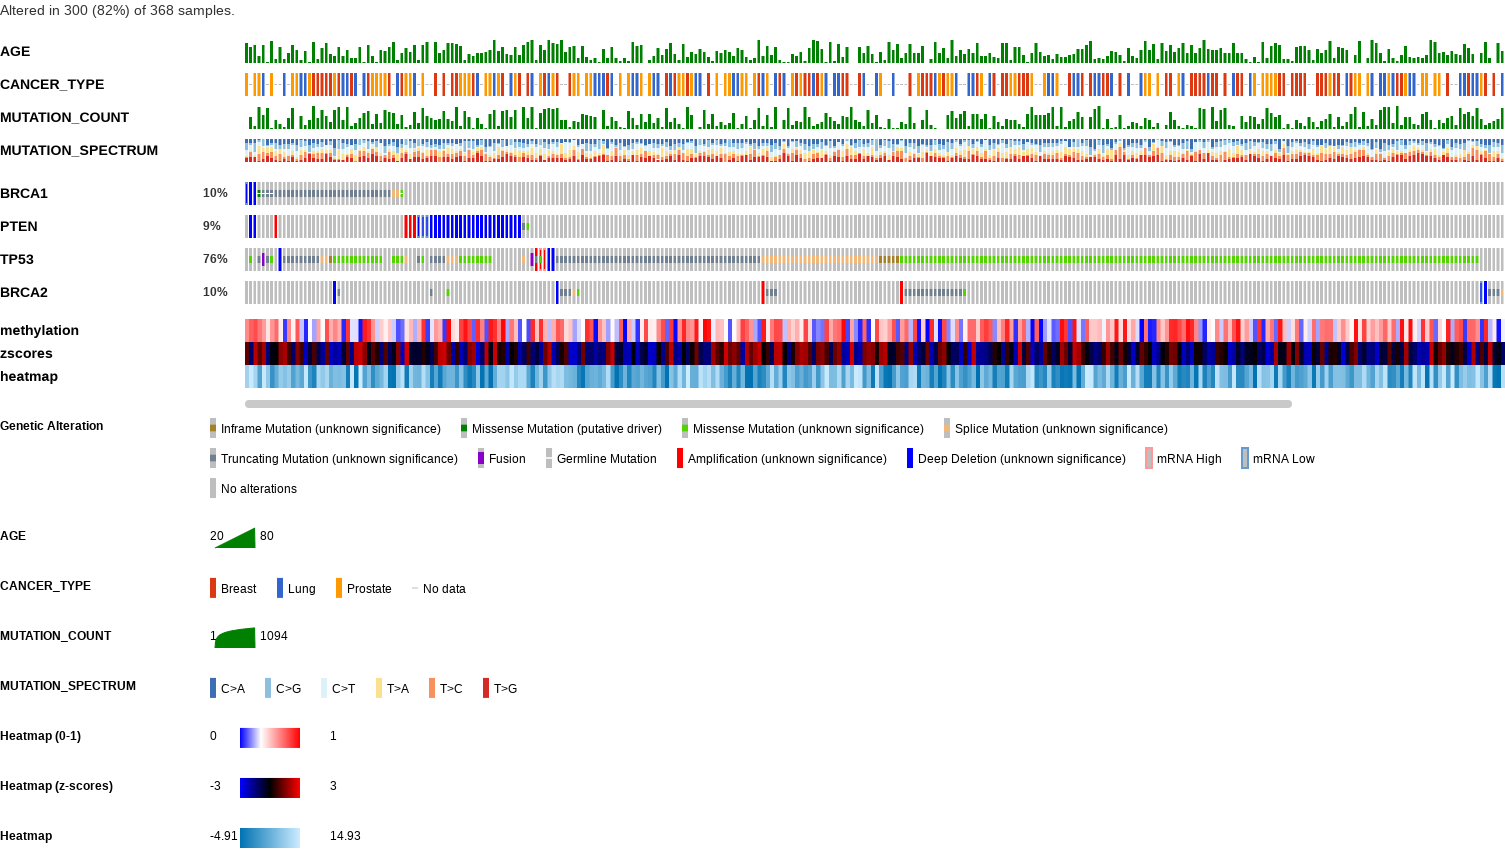 Altered in 300 (82%) of 368 samples.
AGE
CANCER_TYPE
MUTATION_COUNT
MUTATION_SPECTRUM
BRCA1 10%
PTEN 9%
TP53 76%
BRCA2 10%
methylation
zscores
heatmap
Genetic Alteration Inframe Mutation (unknown significance) Missense Mutation (putative driver) Missense Mutation (unknown significance) Splice Mutation (unknown significance)
Truncating Mutation (unknown significance) Fusion Germline Mutation Amplification (unknown significance) Deep Deletion (unknown significance) mRNA High mRNA Low
No alterations
AGE 20 80
CANCER_TYPE Breast Lung Prostate No data
MUTATION_COUNT 1 1094
MUTATION_SPECTRUM C>A C>G C>T T>A T>C T>G
Heatmap (0-1) 0 1
Heatmap (z-scores) -3 3
Heatmap -4.91 14.93